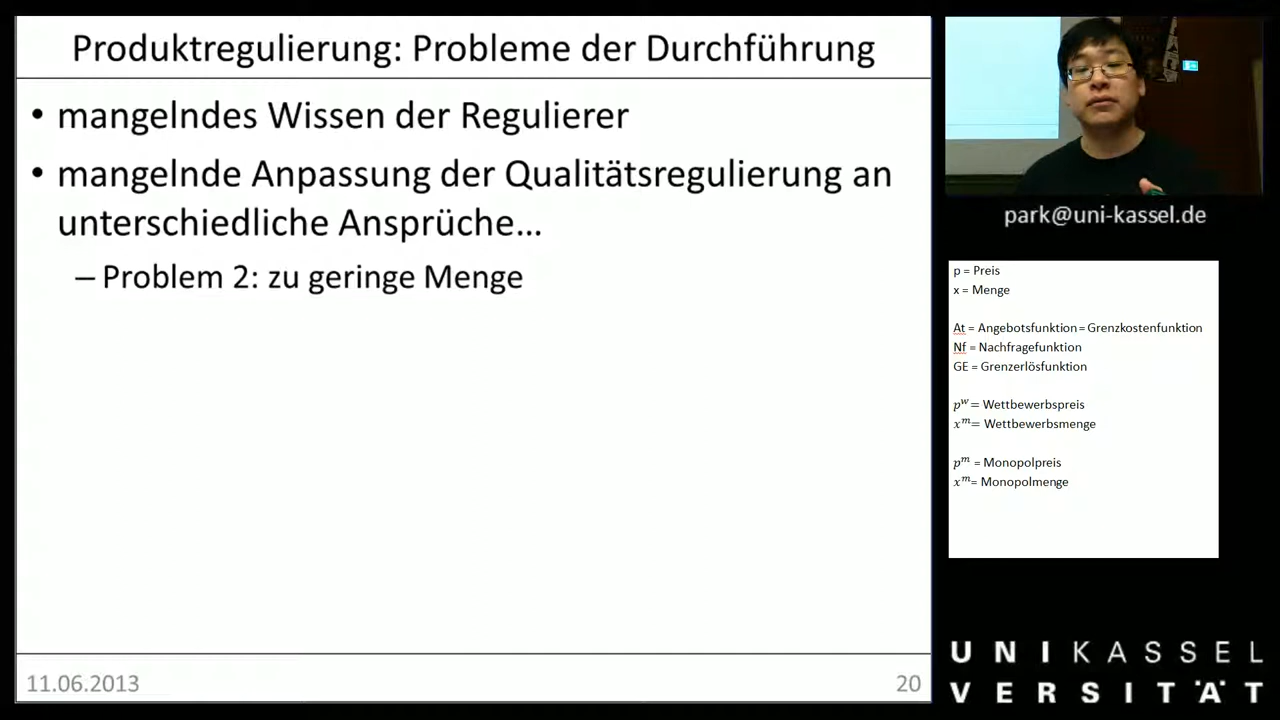 Produktregulierung: Probleme der Durchführung
• mangelndes Wissen der Regulierer
• mangelnde Anpassung der Qualitätsregulierung an
unterschiedliche Ansprüche...
– Problem 2: zu geringe Menge
11.06.2013
20
park@uni-kassel.de
p = Preis
x = Menge
At = Angebotsfunktion = Grenzkostenfunktion
Nf = Nachfragefunktion
GE = Grenzerlösfunktion
p^w = Wettbewerbspreis
x^m = Wettbewerbsmenge
p^m = Monopolpreis
x^m = Monopolmenge
UNIKASSEL
VERSITÄT